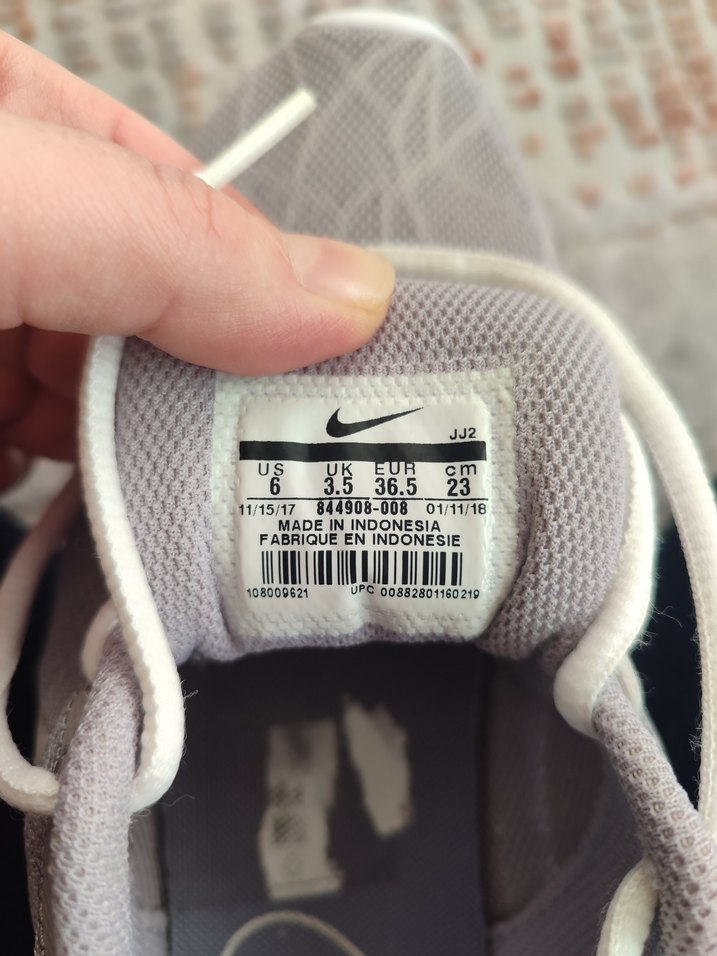 JJ2
US UK EUR cm
6 3.5 36.5 23
11/15/17 844908-008 01/11/18
MADE IN INDONESIA
FABRIQUE EN INDONESIE
108009621 UPC 00882801160219